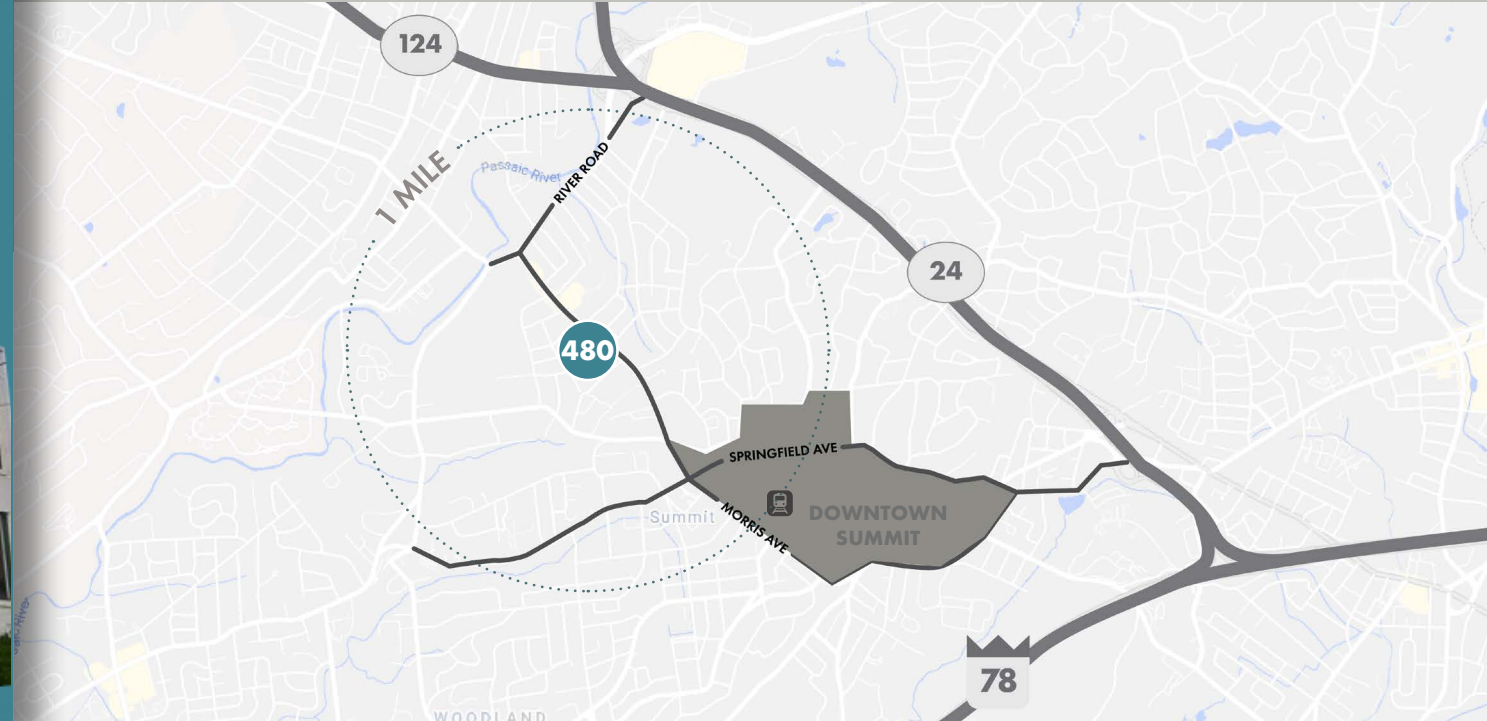 124
1 MILE
Passaic River
RIVER ROAD
24
480
SPRINGFIELD AVE
DOWNTOWN
SUMMIT
Summit
MORRIS AVE
78
WOODLAND